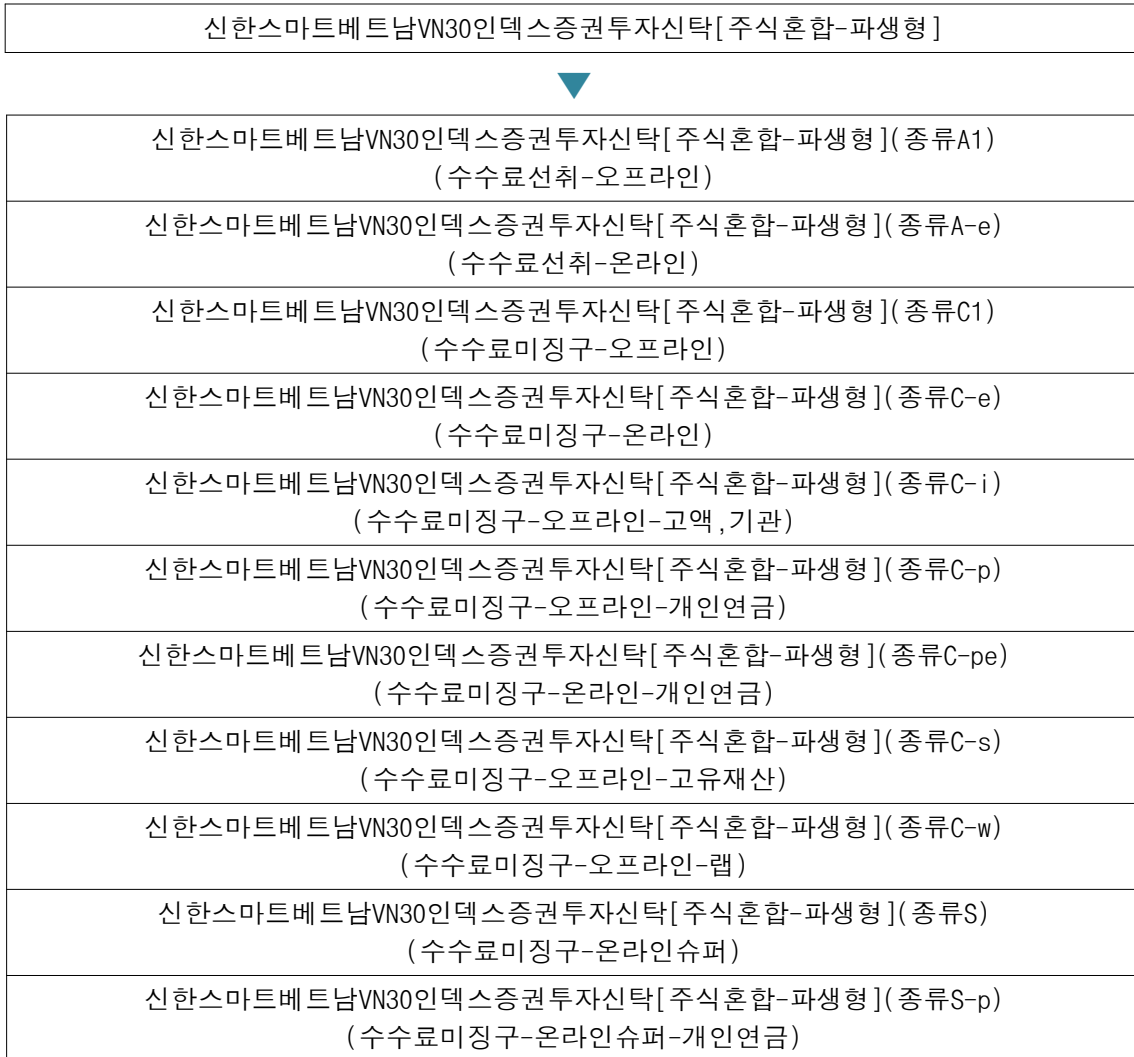 신한스마트베트남VN30인덱스증권투자신탁[주식혼합-파생형]
신한스마트베트남VN30인덱스증권투자신탁[주식혼합-파생형](종류A1)
(수수료선취-오프라인)
신한스마트베트남VN30인덱스증권투자신탁[주식혼합-파생형](종류A-e)
(수수료선취-온라인)
신한스마트베트남VN30인덱스증권투자신탁[주식혼합-파생형](종류C1)
(수수료미징구-오프라인)
신한스마트베트남VN30인덱스증권투자신탁[주식혼합-파생형](종류C-e)
(수수료미징구-온라인)
신한스마트베트남VN30인덱스증권투자신탁[주식혼합-파생형](종류C-i)
(수수료미징구-오프라인-고액,기관)
신한스마트베트남VN30인덱스증권투자신탁[주식혼합-파생형](종류C-p)
(수수료미징구-오프라인-개인연금)
신한스마트베트남VN30인덱스증권투자신탁[주식혼합-파생형](종류C-pe)
(수수료미징구-온라인-개인연금)
신한스마트베트남VN30인덱스증권투자신탁[주식혼합-파생형](종류C-s)
(수수료미징구-오프라인-고유재산)
신한스마트베트남VN30인덱스증권투자신탁[주식혼합-파생형](종류C-w)
(수수료미징구-오프라인-랩)
신한스마트베트남VN30인덱스증권투자신탁[주식혼합-파생형](종류S)
(수수료미징구-온라인슈퍼)
신한스마트베트남VN30인덱스증권투자신탁[주식혼합-파생형](종류S-p)
(수수료미징구-온라인슈퍼-개인연금)